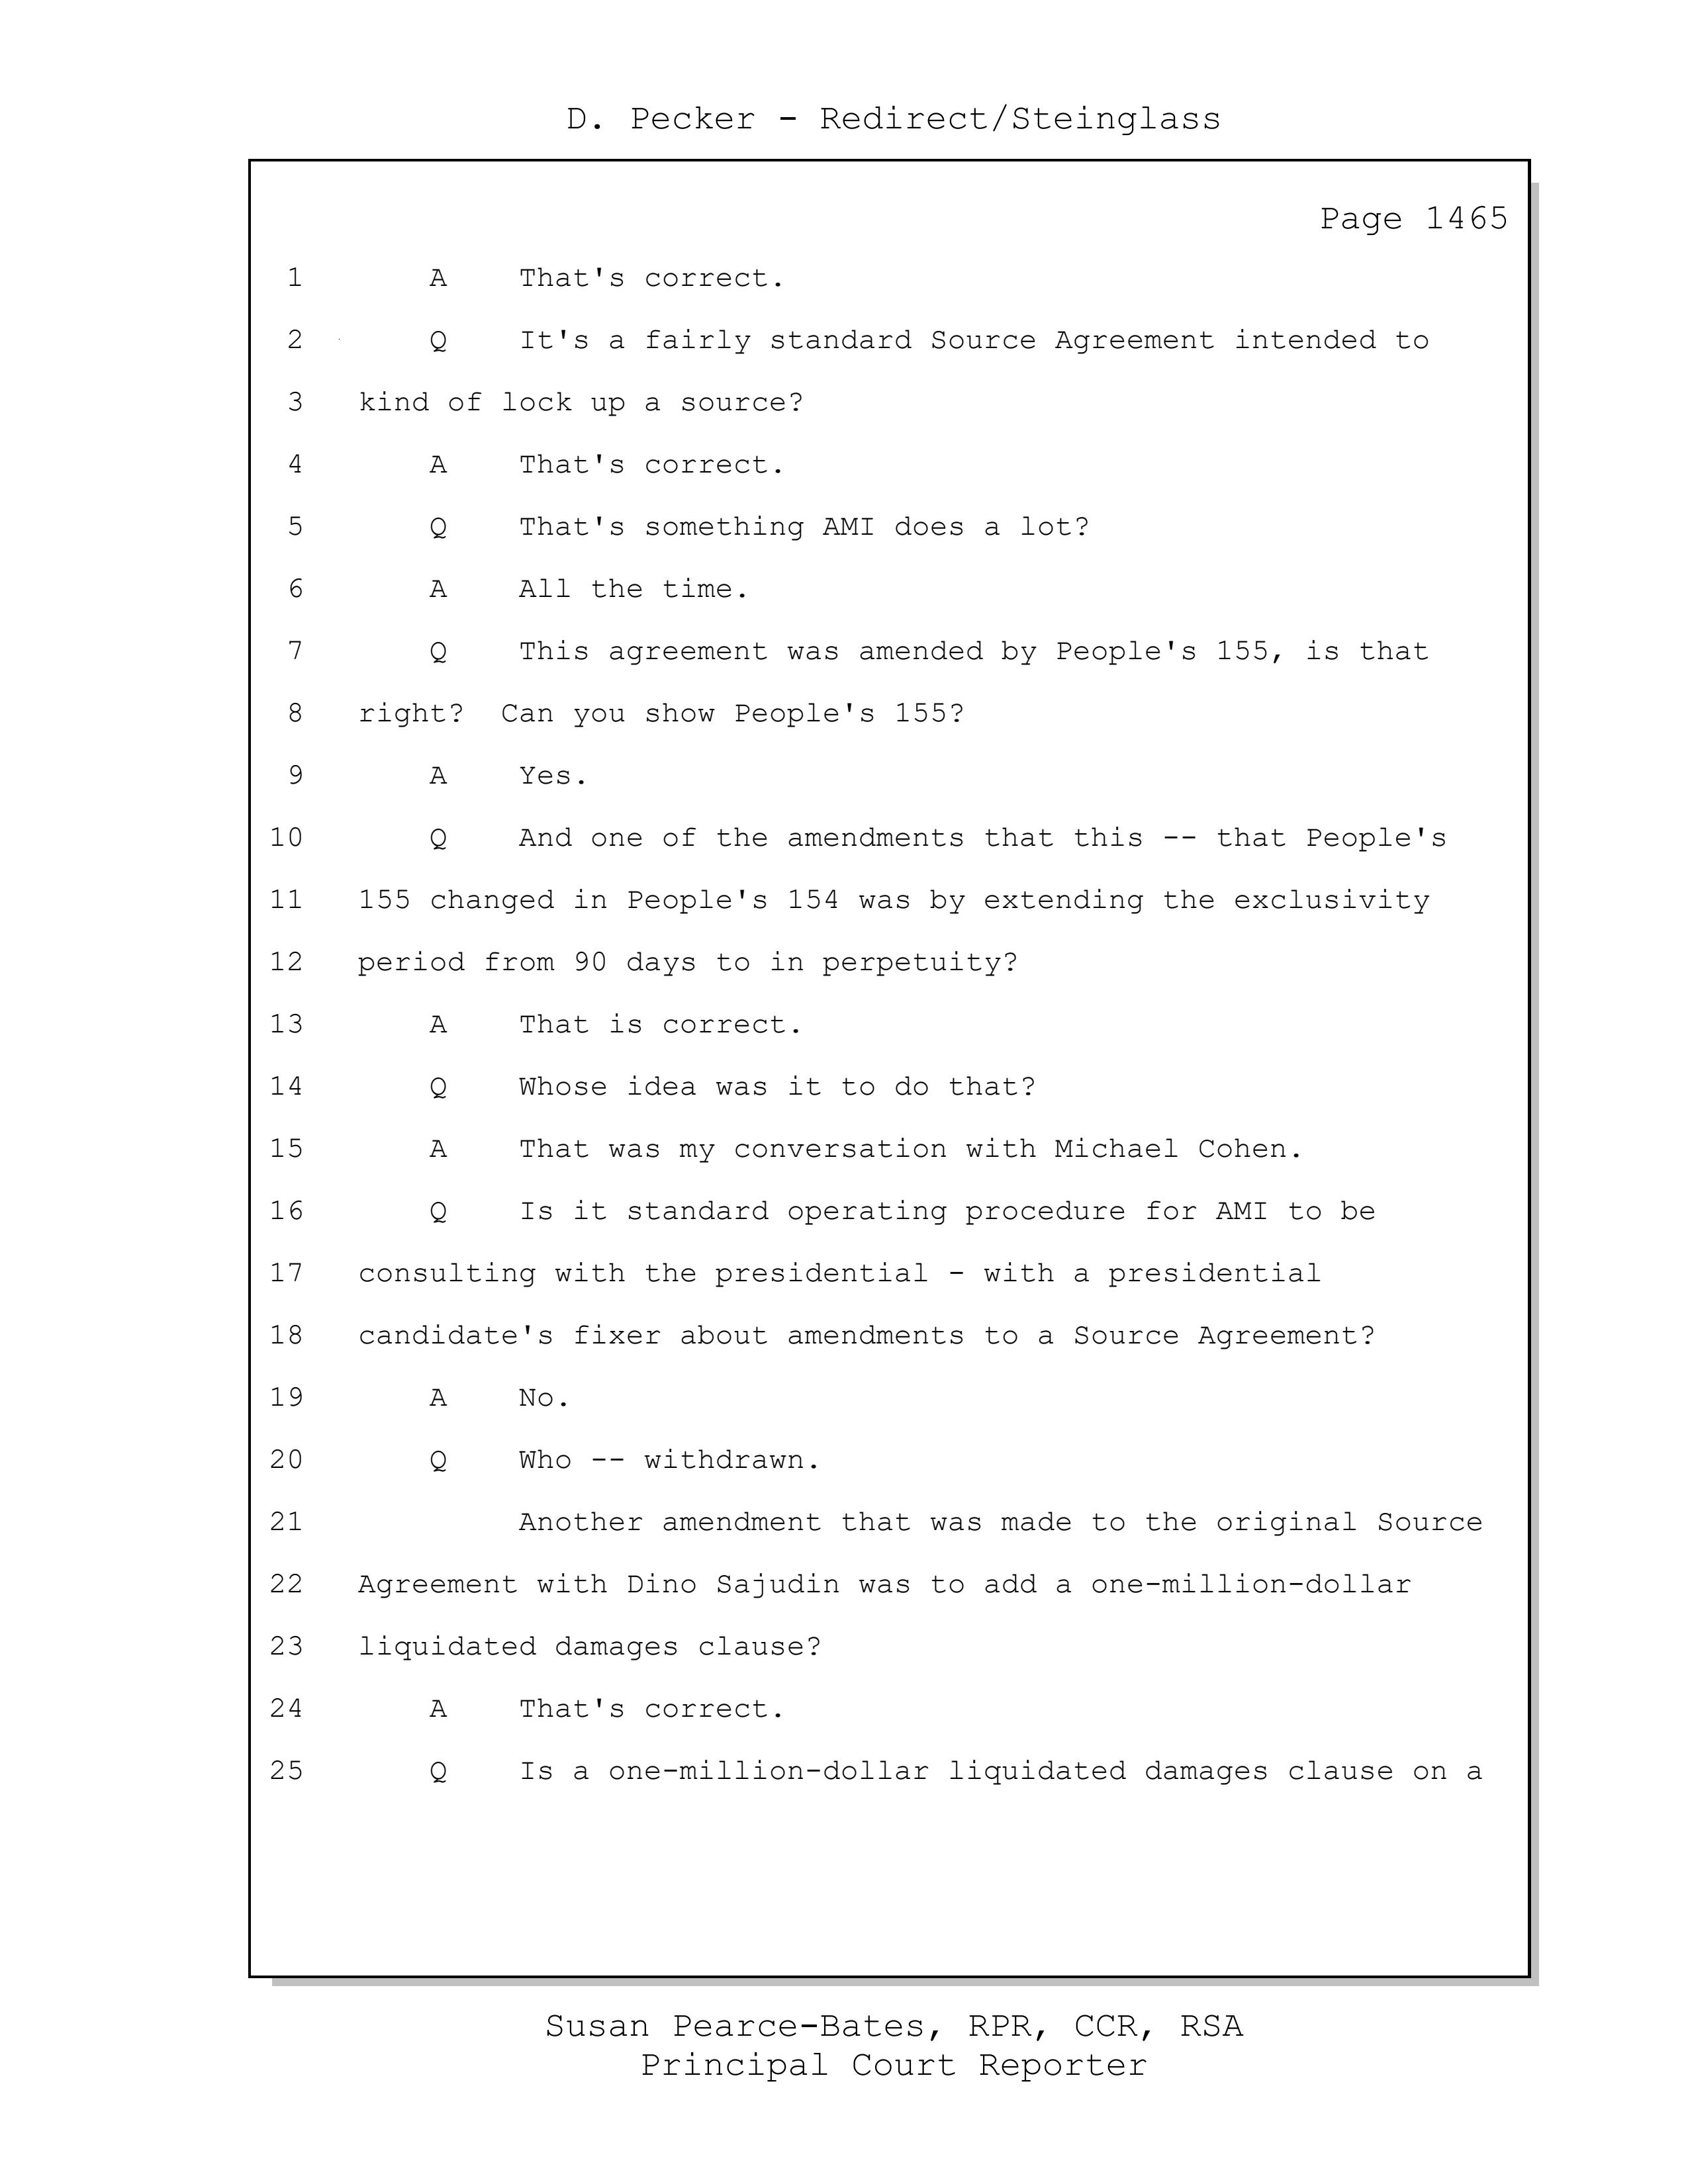 D. Pecker - Redirect/Steinglass
Page 1465
1 A That's correct.
2 Q It's a fairly standard Source Agreement intended to
3 kind of lock up a source?
4 A That's correct.
5 Q That's something AMI does a lot?
6 A All the time.
7 Q This agreement was amended by People's 155, is that
8 right? Can you show People's 155?
9 A Yes.
10 Q And one of the amendments that this -- that People's
11 155 changed in People's 154 was by extending the exclusivity
12 period from 90 days to in perpetuity?
13 A That is correct.
14 Q Whose idea was it to do that?
15 A That was my conversation with Michael Cohen.
16 Q Is it standard operating procedure for AMI to be
17 consulting with the presidential - with a presidential
18 candidate's fixer about amendments to a Source Agreement?
19 A No.
20 Q Who -- withdrawn.
21 Another amendment that was made to the original Source
22 Agreement with Dino Sajudin was to add a one-million-dollar
23 liquidated damages clause?
24 A That's correct.
25 Q Is a one-million-dollar liquidated damages clause on a
Susan Pearce-Bates, RPR, CCR, RSA
Principal Court Reporter